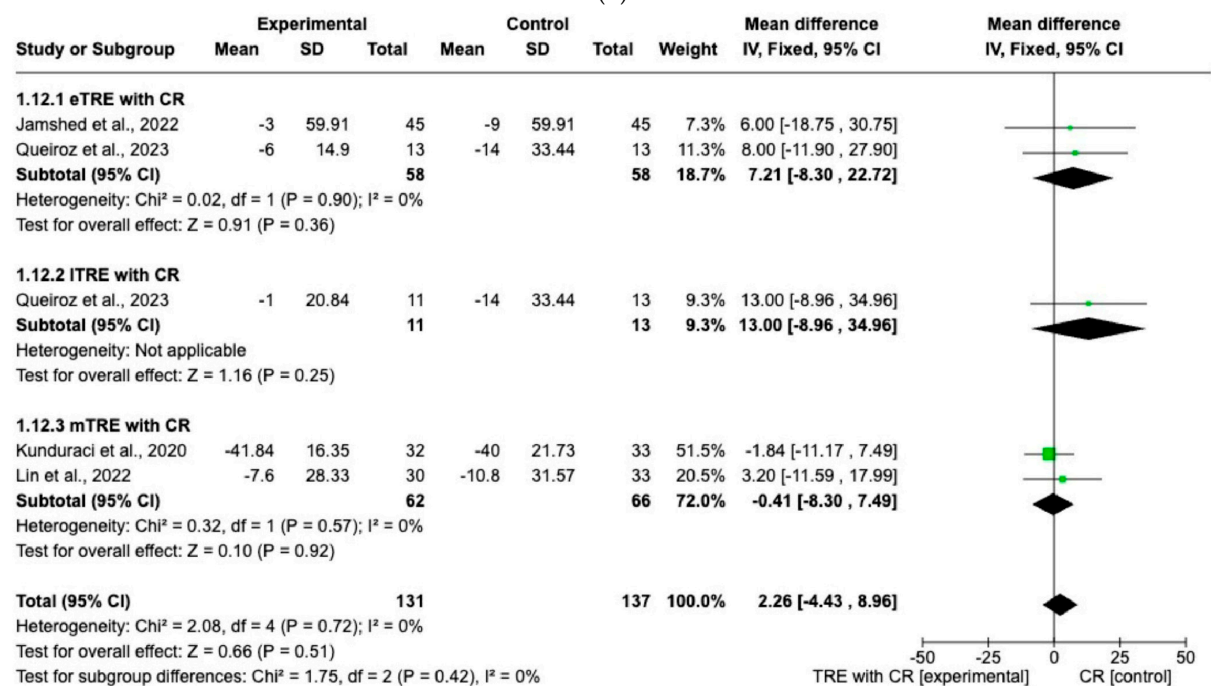 Experimental Control Mean difference Mean difference
Study or Subgroup Mean SD Total Mean SD Total Weight IV, Fixed, 95% CI IV, Fixed, 95% CI
1.12.1 eTRE with CR
Jamshed et al., 2022 -3 59.91 45 -9 59.91 45 7.3% 6.00 [-18.75 , 30.75]
Queiroz et al., 2023 -6 14.9 13 -14 33.44 13 11.3% 8.00 [-11.90 , 27.90]
Subtotal (95% CI) 58 58 18.7% 7.21 [-8.30 , 22.72]
Heterogeneity: Chi² = 0.02, df = 1 (P = 0.90); I² = 0%
Test for overall effect: Z = 0.91 (P = 0.36)
1.12.2 lTRE with CR
Queiroz et al., 2023 -1 20.84 11 -14 33.44 13 9.3% 13.00 [-8.96 , 34.96]
Subtotal (95% CI) 11 13 9.3% 13.00 [-8.96 , 34.96]
Heterogeneity: Not applicable
Test for overall effect: Z = 1.16 (P = 0.25)
1.12.3 mTRE with CR
Kunduraci et al., 2020 -41.84 16.35 32 -40 21.73 33 51.5% -1.84 [-11.17 , 7.49]
Lin et al., 2022 -7.6 28.33 30 -10.8 31.57 33 20.5% 3.20 [-11.59 , 17.99]
Subtotal (95% CI) 62 66 72.0% -0.41 [-8.30 , 7.49]
Heterogeneity: Chi² = 0.32, df = 1 (P = 0.57); I² = 0%
Test for overall effect: Z = 0.10 (P = 0.92)
Total (95% CI) 131 137 100.0% 2.26 [-4.43 , 8.96]
Heterogeneity: Chi² = 2.08, df = 4 (P = 0.72); I² = 0%
Test for overall effect: Z = 0.66 (P = 0.51)
Test for subgroup differences: Chi² = 1.75, df = 2 (P = 0.42), I² = 0%
-50 -25 0 25 50
TRE with CR [experimental] CR [control]